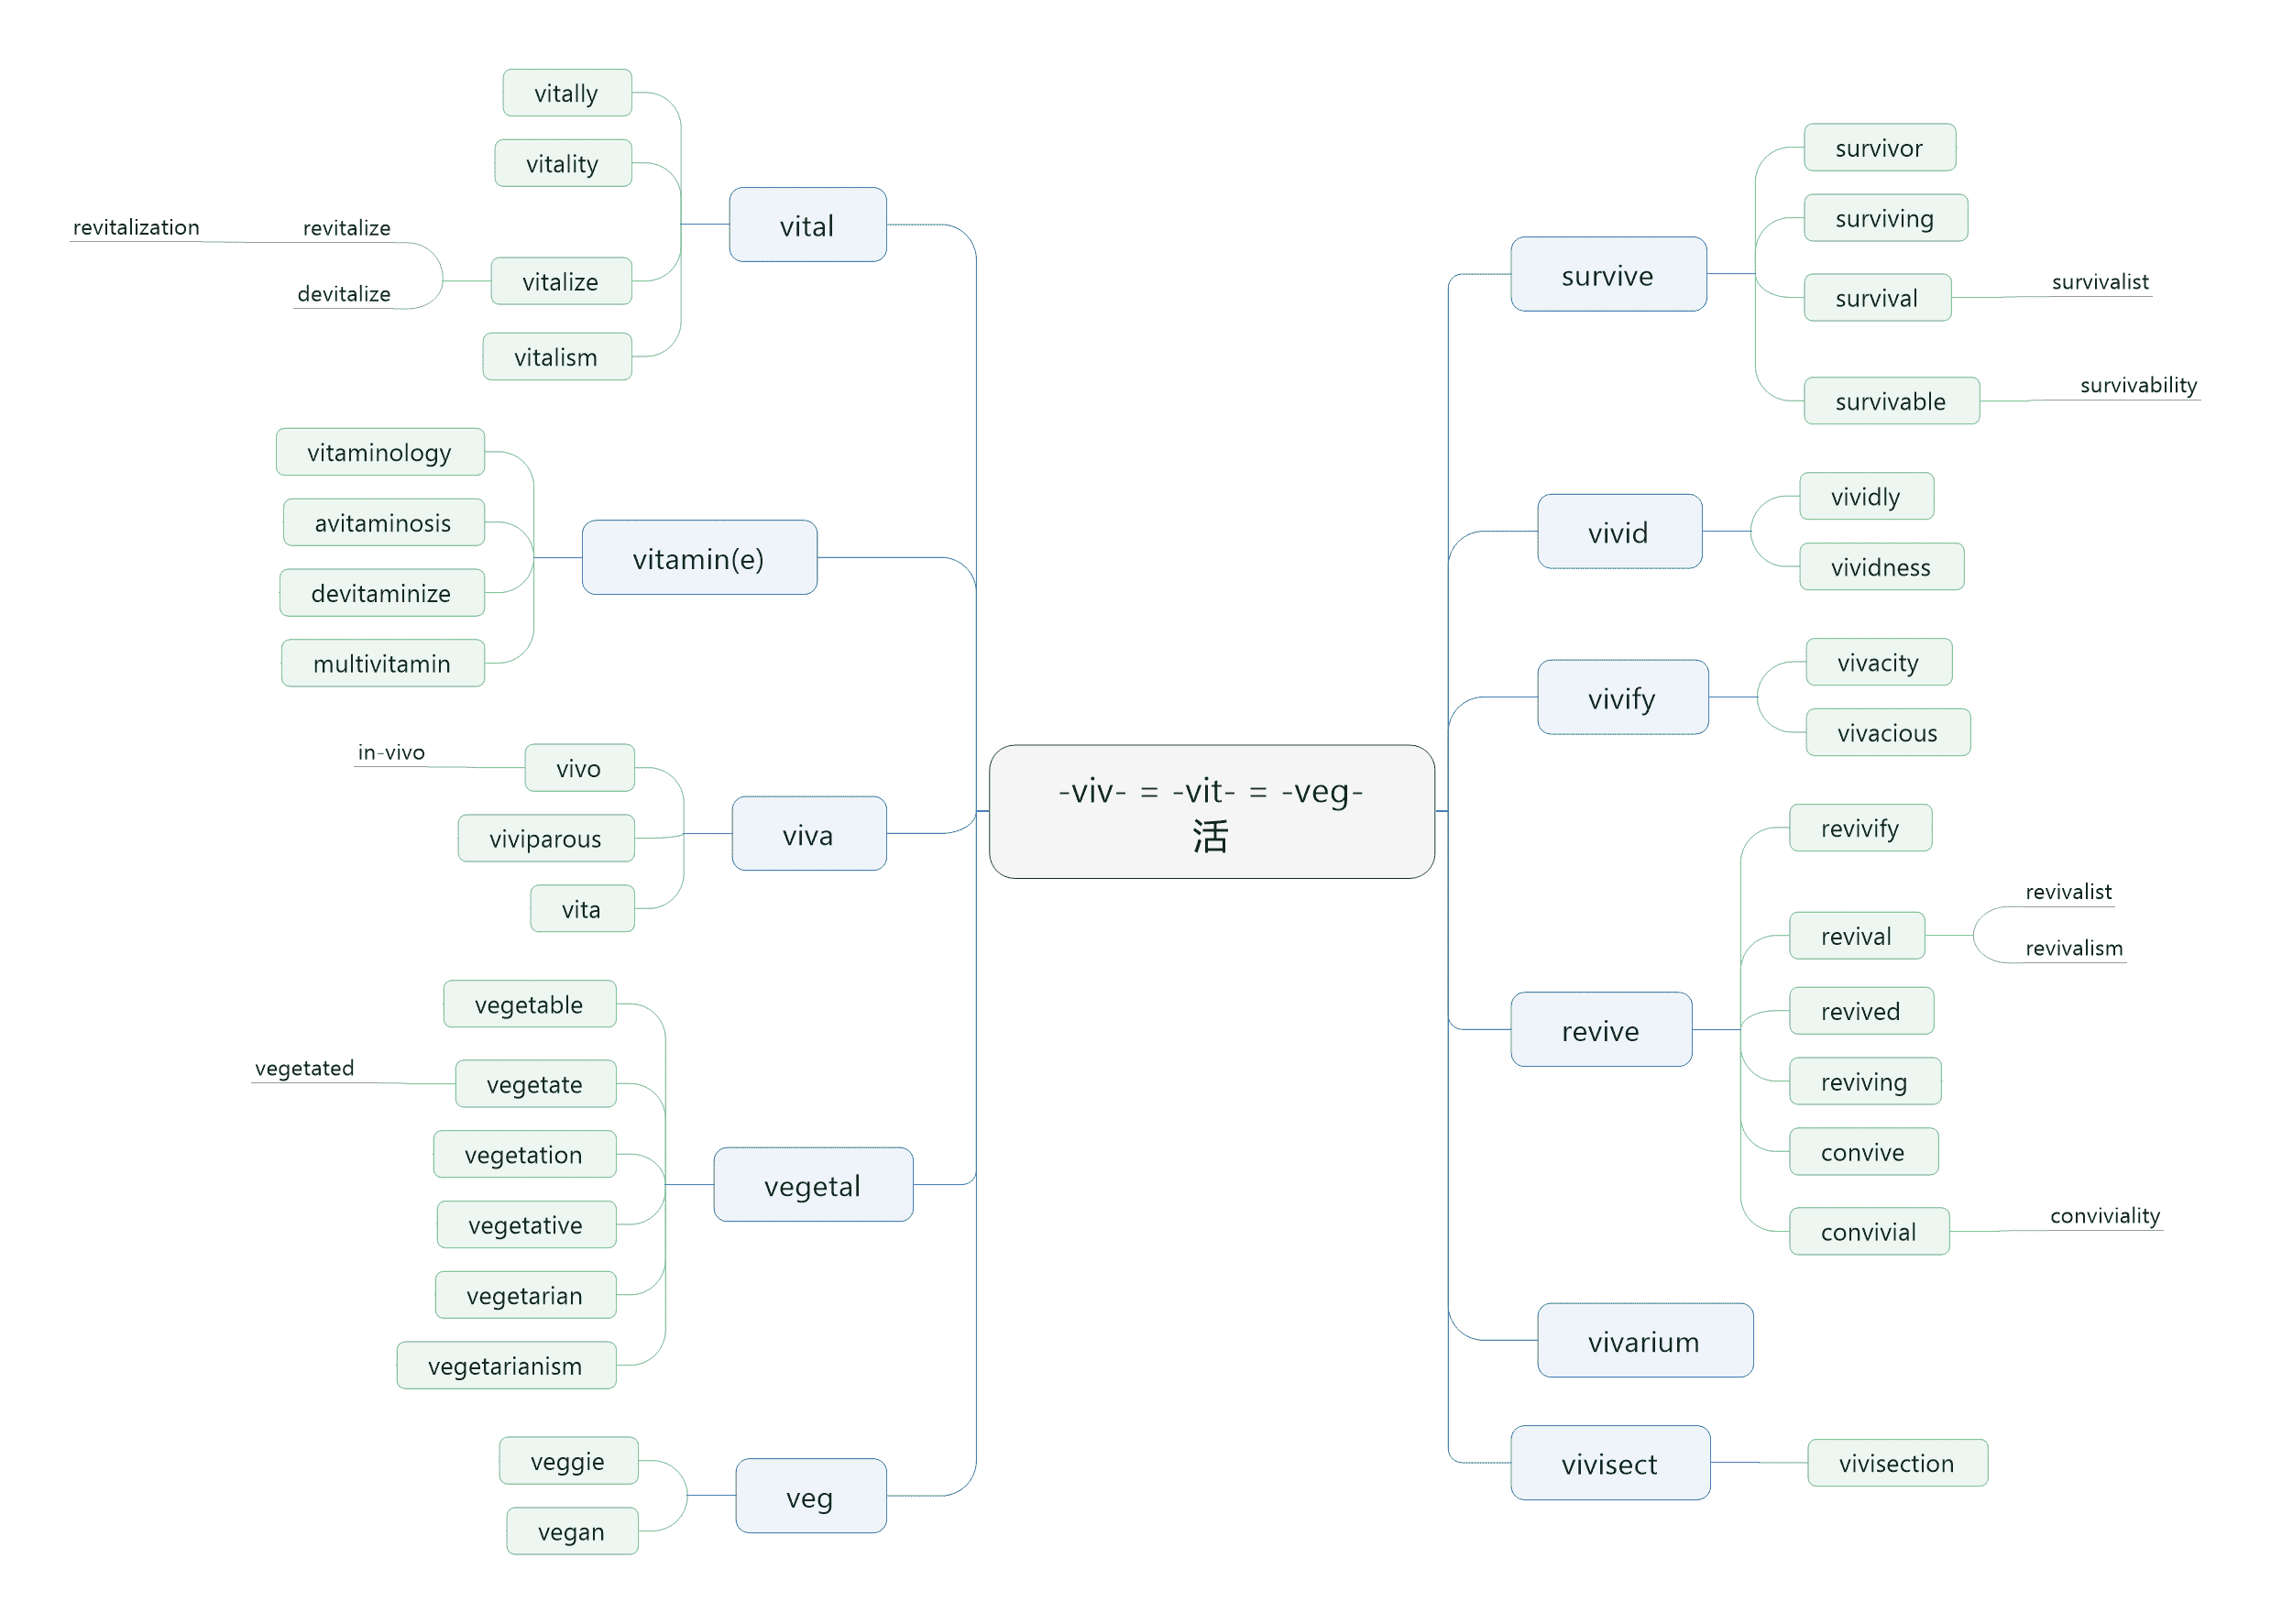 -viv- = -vit- = -veg-
活
survive
survivor
surviving
survival
survivalist
survivable
survivability
vivid
vividly
vividness
vivify
vivacity
vivacious
revive
revivify
revival
revivalist
revivalism
revived
reviving
convive
convivial
conviviality
vivarium
vivisect
vivisection
vital
vitally
vitality
vitalize
revitalize
revitalization
devitalize
vitalism
vitamin(e)
vitaminology
avitaminosis
devitaminize
multivitamin
viva
vivo
in-vivo
viviparous
vita
vegetal
vegetable
vegetate
vegetated
vegetation
vegetative
vegetarian
vegetarianism
veg
veggie
vegan